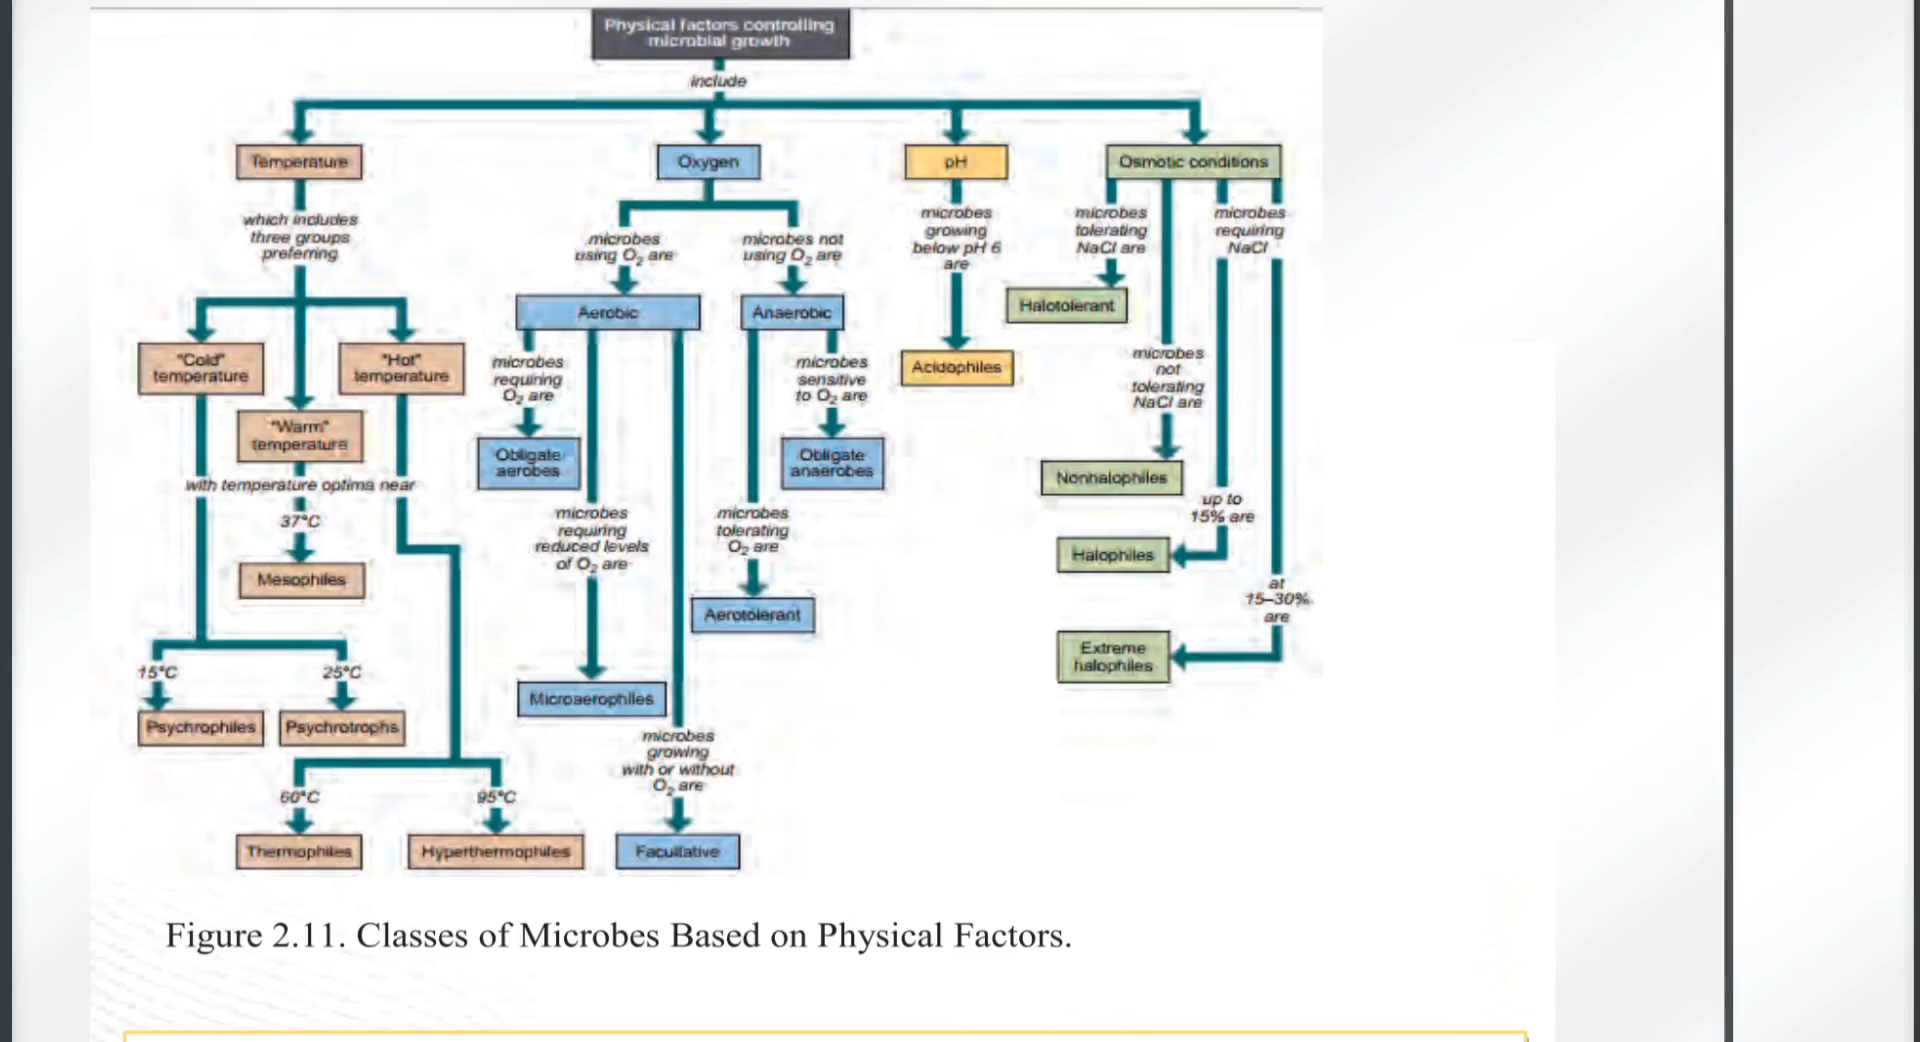 Physical factors controlling
microbial growth
include
Temperature
Oxygen
pH
Osmotic conditions
which includes
three groups
preferring
microbes
using O₂ are
microbes not
using O₂ are
microbes
growing
below pH 6
are
microbes
tolerating
NaCl are
microbes
requiring
NaCl
Aerobic
Anaerobic
Halotolerant
"Cold"
temperature
"Hot"
temperature
microbes
requiring
O₂ are
microbes
sensitive
to O₂ are
Acidophiles
microbes
not
tolerating
NaCl are
"Warm"
temperature
Obligate
aerobes
Obligate
anaerobes
Nonhalophiles
with temperature optima near
37°C
microbes
requiring
reduced levels
of O₂ are
microbes
tolerating
O₂ are
up to
15% are
Halophiles
Mesophiles
Aerotolerant
at
15–30%
are
Extreme
halophiles
15°C
25°C
Psychrophiles
Psychrotrophs
Microaerophiles
microbes
growing
with or without
O₂ are
60°C
95°C
Thermophiles
Hyperthermophiles
Facultative
Figure 2.11. Classes of Microbes Based on Physical Factors.